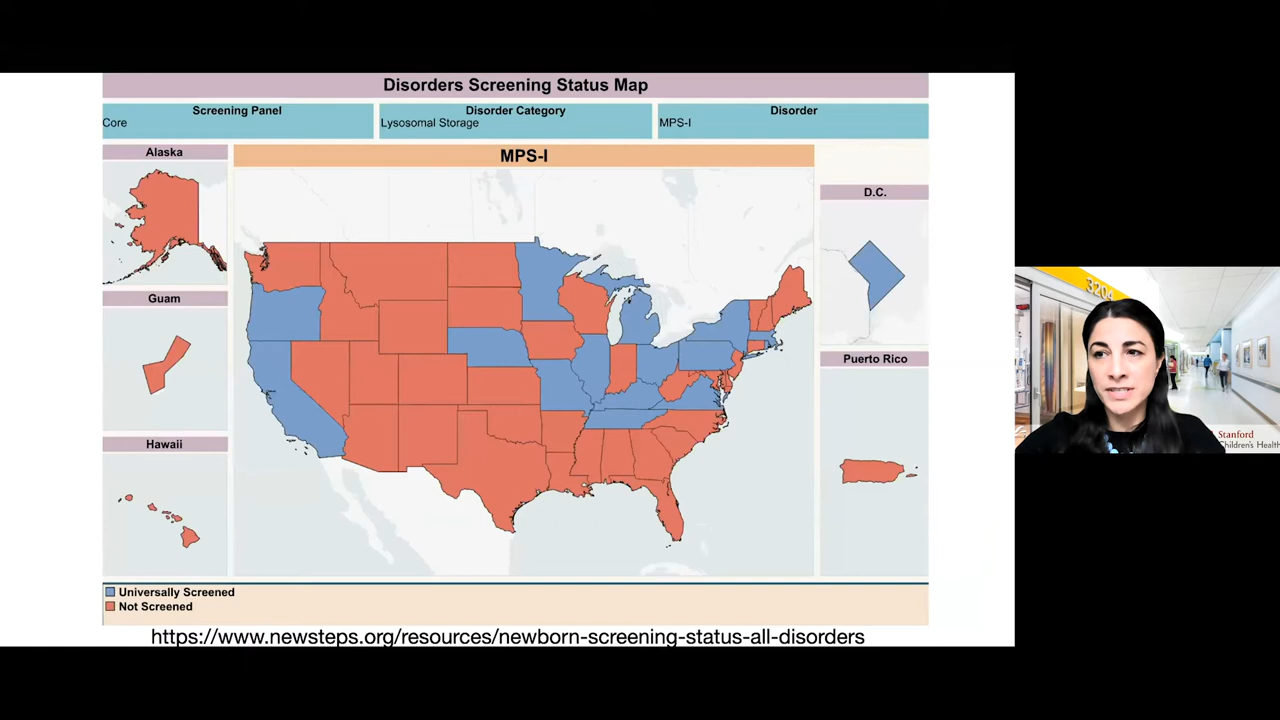 Disorders Screening Status Map
Screening Panel
Core
Disorder Category
Lysosomal Storage
Disorder
MPS-I
Alaska
MPS-I
D.C.
Guam
Puerto Rico
Hawaii
Universally Screened
Not Screened
https://www.newsteps.org/resources/newborn-screening-status-all-disorders
3204
Stanford
Children's Health